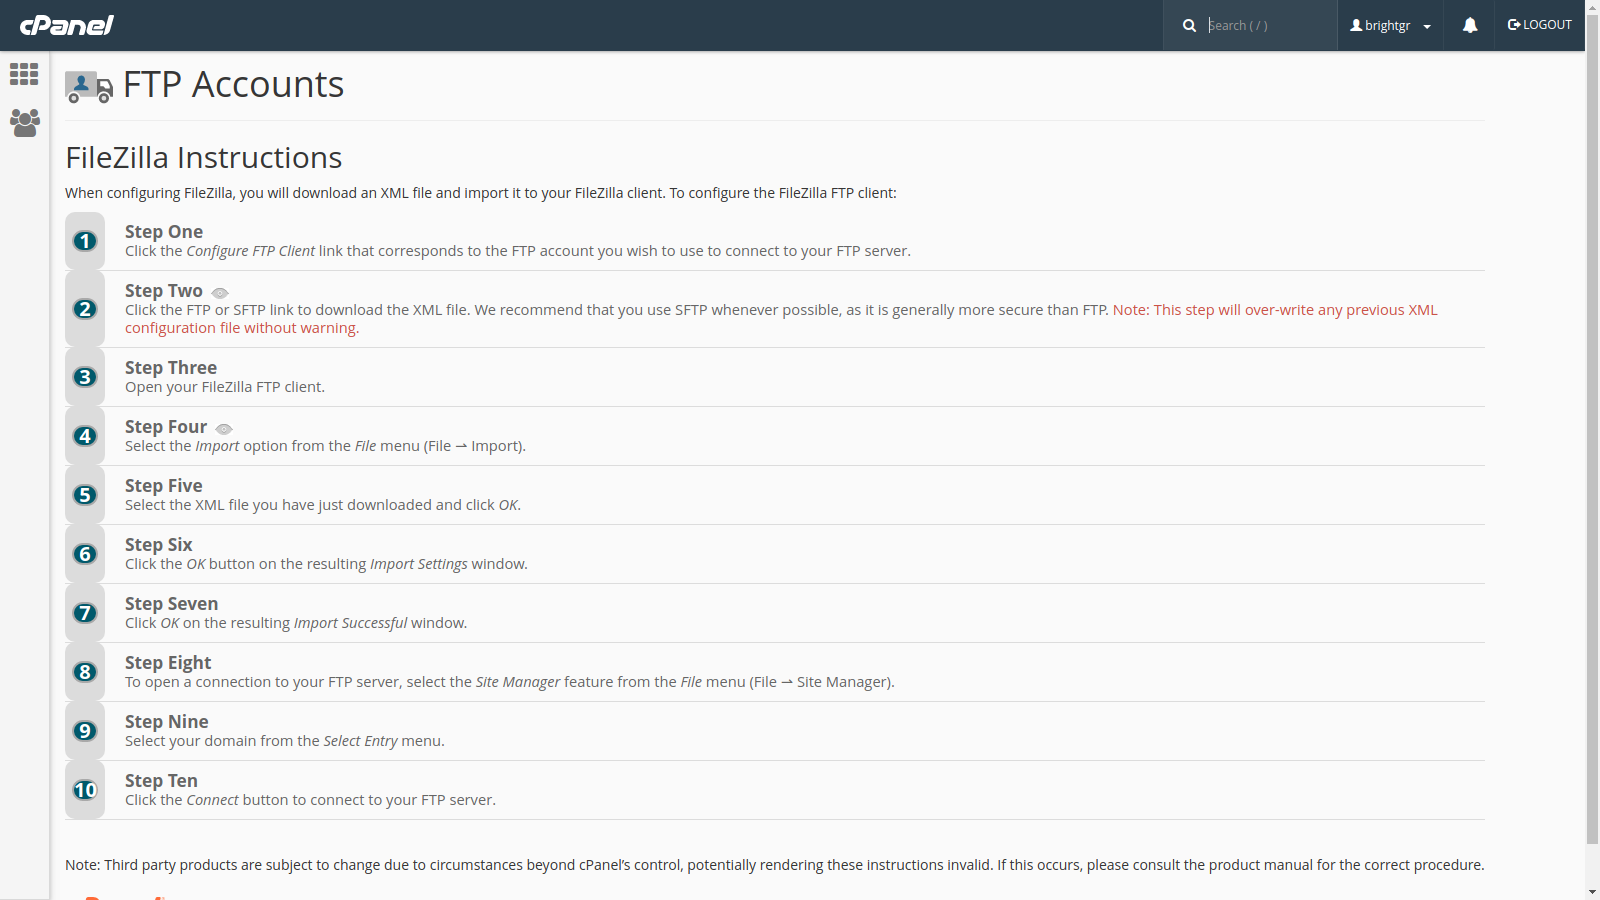 cPanel
Search ( / )
brightgr
LOGOUT
FTP Accounts
FileZilla Instructions
When configuring FileZilla, you will download an XML file and import it to your FileZilla client. To configure the FileZilla FTP client:
1
Step One
Click the Configure FTP Client link that corresponds to the FTP account you wish to use to connect to your FTP server.
2
Step Two
Click the FTP or SFTP link to download the XML file. We recommend that you use SFTP whenever possible, as it is generally more secure than FTP. Note: This step will over-write any previous XML
configuration file without warning.
3
Step Three
Open your FileZilla FTP client.
4
Step Four
Select the Import option from the File menu (File ⇀ Import).
5
Step Five
Select the XML file you have just downloaded and click OK.
6
Step Six
Click the OK button on the resulting Import Settings window.
7
Step Seven
Click OK on the resulting Import Successful window.
8
Step Eight
To open a connection to your FTP server, select the Site Manager feature from the File menu (File ⇀ Site Manager).
9
Step Nine
Select your domain from the Select Entry menu.
10
Step Ten
Click the Connect button to connect to your FTP server.
Note: Third party products are subject to change due to circumstances beyond cPanel’s control, potentially rendering these instructions invalid. If this occurs, please consult the product manual for the correct procedure.